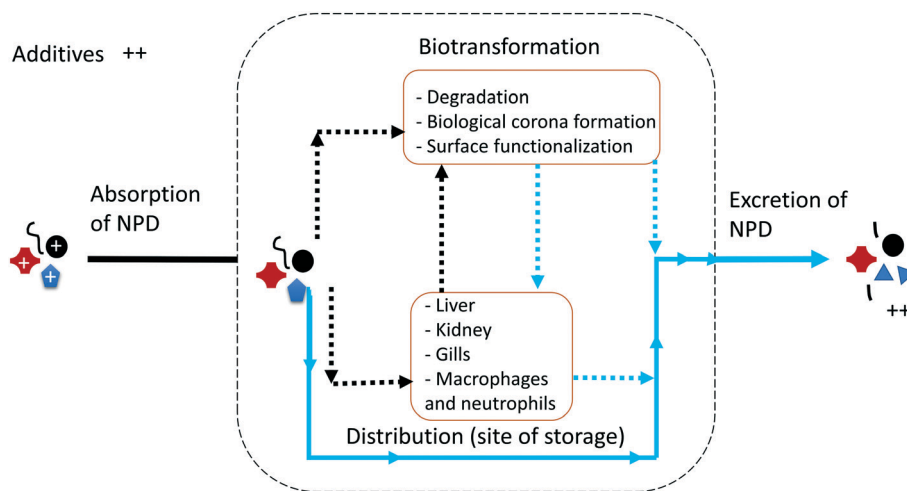 Additives ++
Absorption
of NPD
+
+
+
Biotransformation
- Degradation
- Biological corona formation
- Surface functionalization
- Liver
- Kidney
- Gills
- Macrophages
and neutrophils
Distribution (site of storage)
Excretion of
NPD
++